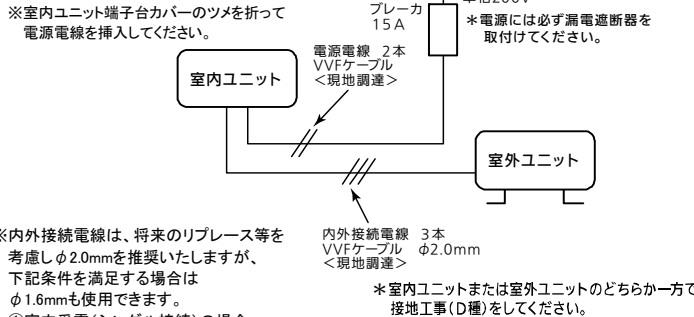 ※室内ユニット端子台カバーのツメを折って
電源電線を挿入してください。
ブレーカ
15A
単相200V
＊電源には必ず漏電遮断器を
取付けてください。
電源電線 2本
VVFケーブル
＜現地調達＞
室内ユニット
室外ユニット
内外接続電線 3本
VVFケーブル φ2.0mm
＜現地調達＞
※内外接続電線は、将来のリプレース等を
考慮しφ2.0mmを推奨いたしますが、
下記条件を満足する場合は
φ1.6mmも使用できます。
＊室内ユニットまたは室外ユニットのどちらか一方で
接地工事(D種)をしてください。